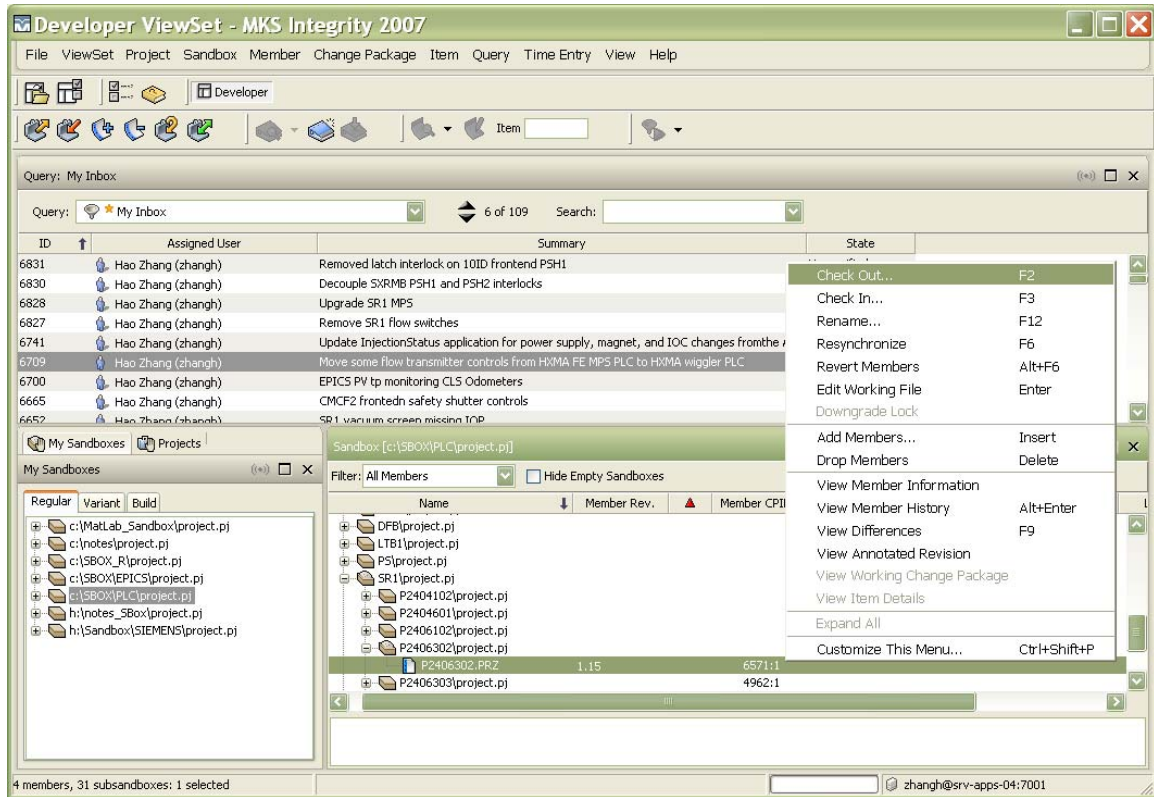 Developer ViewSet - MKS Integrity 2007
File ViewSet Project Sandbox Member Change Package Item Query Time Entry View Help
Developer
Item
Query: My Inbox
Query: My Inbox 6 of 109 Search:
ID Assigned User Summary State
6831 Hao Zhang (zhangh) Removed latch interlock on 10ID frontend PSH1
6830 Hao Zhang (zhangh) Decouple SXRMB PSH1 and PSH2 interlocks
6828 Hao Zhang (zhangh) Upgrade SR1 MPS
6827 Hao Zhang (zhangh) Remove SR1 flow switches
6741 Hao Zhang (zhangh) Update InjectionStatus application for power supply, magnet, and IOC changes fromthe
6709 Hao Zhang (zhangh) Move some flow transmitter controls from HXMA FE MPS PLC to HXMA wiggler PLC
6700 Hao Zhang (zhangh) EPICS PV tp monitoring CLS Odometers
6665 Hao Zhang (zhangh) CMCF2 frontedn safety shutter controls
6652 Hao Zhang (zhangh) SR1 vacuum screen missing IOP
Check Out... F2
Check In... F3
Rename... F12
Resynchronize F6
Revert Members Alt+F6
Edit Working File Enter
Downgrade Lock
Add Members... Insert
Drop Members Delete
View Member Information
View Member History Alt+Enter
View Differences F9
View Annotated Revision
View Working Change Package
View Item Details
Expand All
Customize This Menu... Ctrl+Shift+P
My Sandboxes Projects
My Sandboxes
Regular Variant Build
c:\MatLab_Sandbox\project.pj
c:\notes\project.pj
c:\SBOX_R\project.pj
c:\SBOX\EPICS\project.pj
c:\SBOX\PLC\project.pj
h:\notes_SBox\project.pj
h:\Sandbox\SIEMENS\project.pj
Sandbox [c:\SBOX\PLC\project.pj]
Filter: All Members Hide Empty Sandboxes
Name Member Rev. Member CPID
DFB\project.pj
LTB1\project.pj
PS\project.pj
SR1\project.pj
P2404102\project.pj
P2404601\project.pj
P2406102\project.pj
P2406302\project.pj
P2406302.PRZ 1.15 6571:1
P2406303\project.pj 4962:1
4 members, 31 subsandboxes: 1 selected
zhangh@srv-apps-04:7001